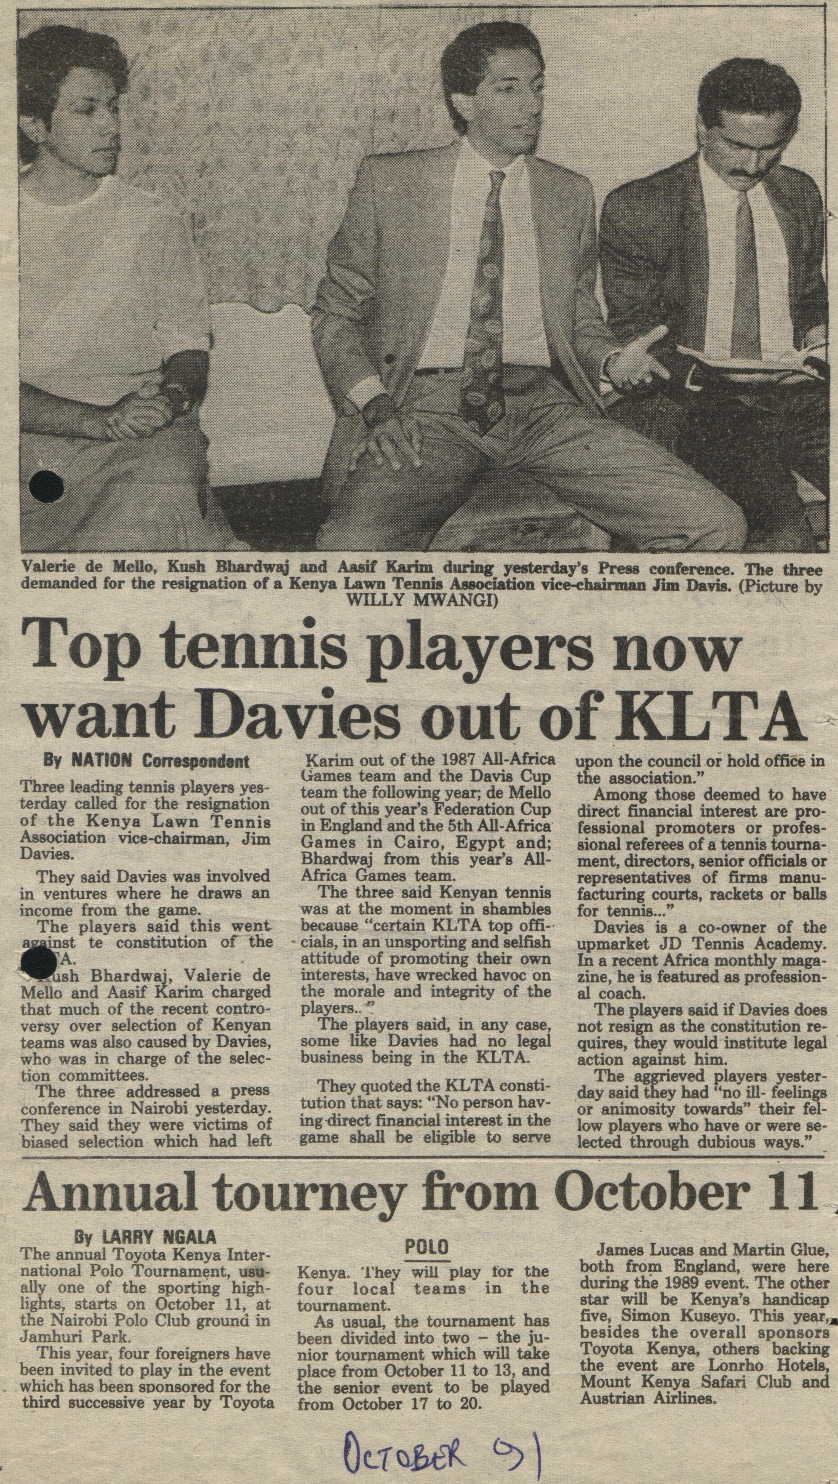 Valerie de Mello, Kush Bhardwaj and Aasif Karim during yesterday's Press conference. The three
demanded for the resignation of a Kenya Lawn Tennis Association vice-chairman Jim Davis. (Picture by
WILLY MWANGI)
Top tennis players now
want Davies out of KLTA
By NATION Correspondent
Three leading tennis players yes-
terday called for the resignation
of the Kenya Lawn Tennis
Association vice-chairman, Jim
Davies.
They said Davies was involved
in ventures where he draws an
income from the game.
The players said this went
against te constitution of the
TA.
Kush Bhardwaj, Valerie de
Mello and Aasif Karim charged
that much of the recent contro-
versy over selection of Kenyan
teams was also caused by Davies,
who was in charge of the selec-
tion committees.
The three addressed a press
conference in Nairobi yesterday.
They said they were victims of
biased selection which had left
Karim out of the 1987 All-Africa
Games team and the Davis Cup
team the following year; de Mello
out of this year's Federation Cup
in England and the 5th All-Africa
Games in Cairo, Egypt and;
Bhardwaj from this year's All-
Africa Games team.
The three said Kenyan tennis
was at the moment in shambles
because "certain KLTA top offi-
cials, in an unsporting and selfish
attitude of promoting their own
interests, have wrecked havoc on
the morale and integrity of the
players.."
The players said, in any case,
some like Davies had no legal
business being in the KLTA.
They quoted the KLTA consti-
tution that says: "No person hav-
ing direct financial interest in the
game shall be eligible to serve
upon the council or hold office in
the association."
Among those deemed to have
direct financial interest are pro-
fessional promoters or profes-
sional referees of a tennis tourna-
ment, directors, senior officials or
representatives of firms manu-
facturing courts, rackets or balls
for tennis..."
Davies is a co-owner of the
upmarket JD Tennis Academy.
In a recent Africa monthly maga-
zine, he is featured as profession-
al coach.
The players said if Davies does
not resign as the constitution re-
quires, they would institute legal
action against him.
The aggrieved players yester-
day said they had "no ill- feelings
or animosity towards" their fel-
low players who have or were se-
lected through dubious ways."
Annual tourney from October 11
By LARRY NGALA
The annual Toyota Kenya Inter-
national Polo Tournament, usu-
ally one of the sporting high-
lights, starts on October 11, at
the Nairobi Polo Club ground in
Jamhuri Park.
This year, four foreigners have
been invited to play in the event
which has been sponsored for the
third successive year by Toyota
POLO
Kenya. They will play for the
four local teams in the
tournament.
As usual, the tournament has
been divided into two — the ju-
nior tournament which will take
place from October 11 to 13, and
the senior event to be played
from October 17 to 20.
James Lucas and Martin Glue,
both from England, were here
during the 1989 event. The other
star will be Kenya's handicap
five, Simon Kuseyo. This year,
besides the overall sponsors
Toyota Kenya, others backing
the event are Lonrho Hotels,
Mount Kenya Safari Club and
Austrian Airlines.
OCTOBER 91